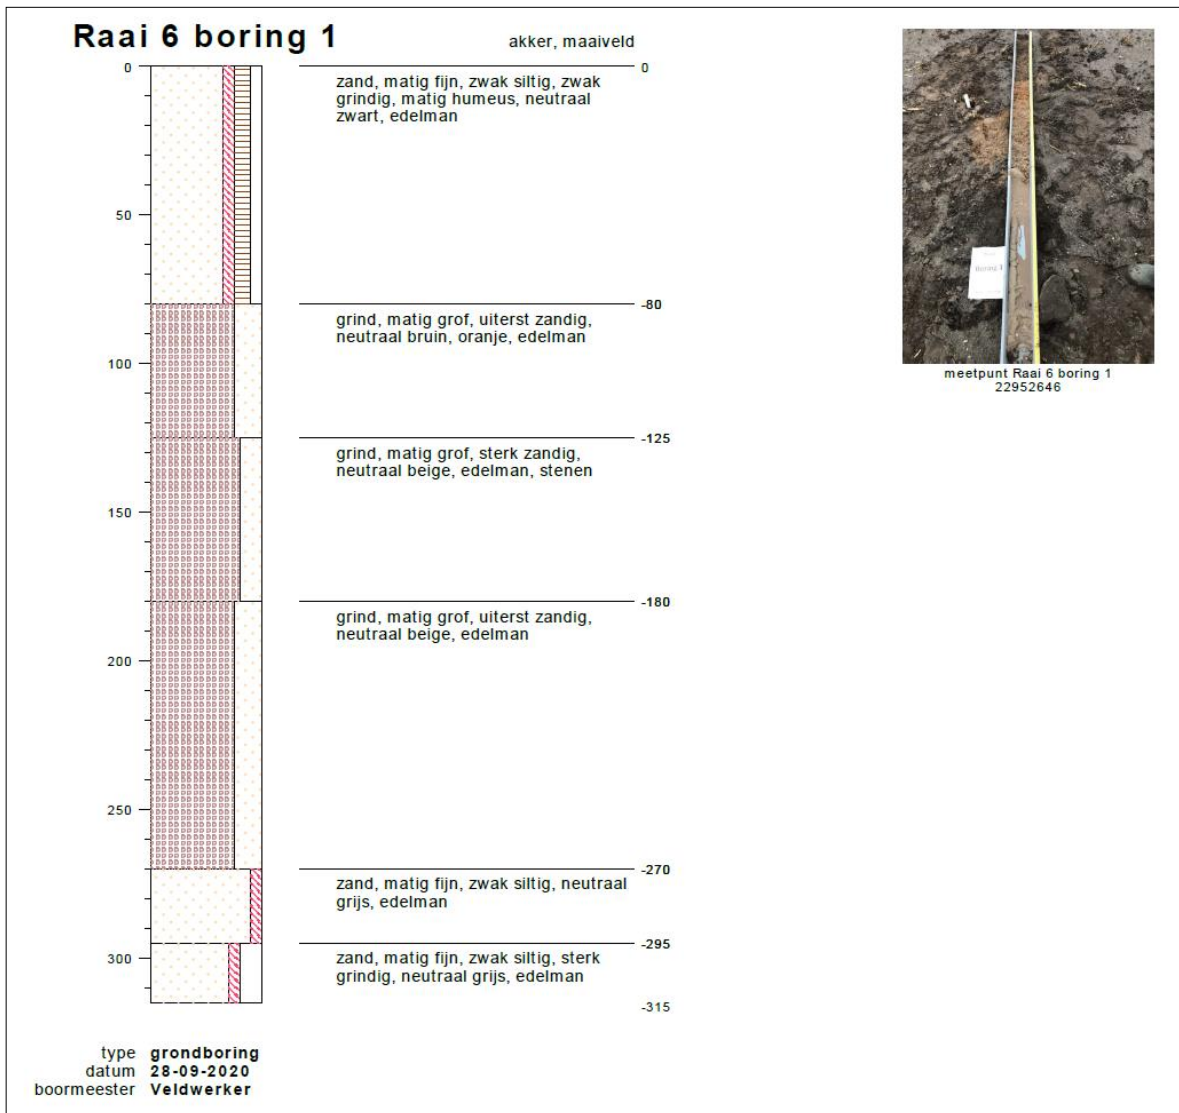 Raai 6 boring 1
akker, maaiveld
0
50
100
150
200
250
300
0
zand, matig fijn, zwak siltig, zwak
grindig, matig humeus, neutraal
zwart, edelman
-80
grind, matig grof, uiterst zandig,
neutraal bruin, oranje, edelman
-125
grind, matig grof, sterk zandig,
neutraal beige, edelman, stenen
-180
grind, matig grof, uiterst zandig,
neutraal beige, edelman
-270
zand, matig fijn, zwak siltig, neutraal
grijs, edelman
-295
zand, matig fijn, zwak siltig, sterk
grindig, neutraal grijs, edelman
-315
Boring 1
meetpunt Raai 6 boring 1
22952646
type grondboring
datum 28-09-2020
boormeester Veldwerker